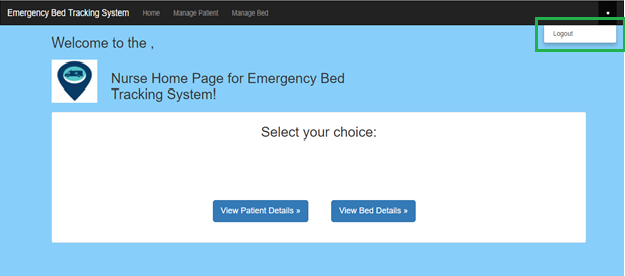 Emergency Bed Tracking System Home Manage Patient Manage Bed
Logout
Welcome to the ,
Nurse Home Page for Emergency Bed
Tracking System!
Select your choice:
View Patient Details » View Bed Details »